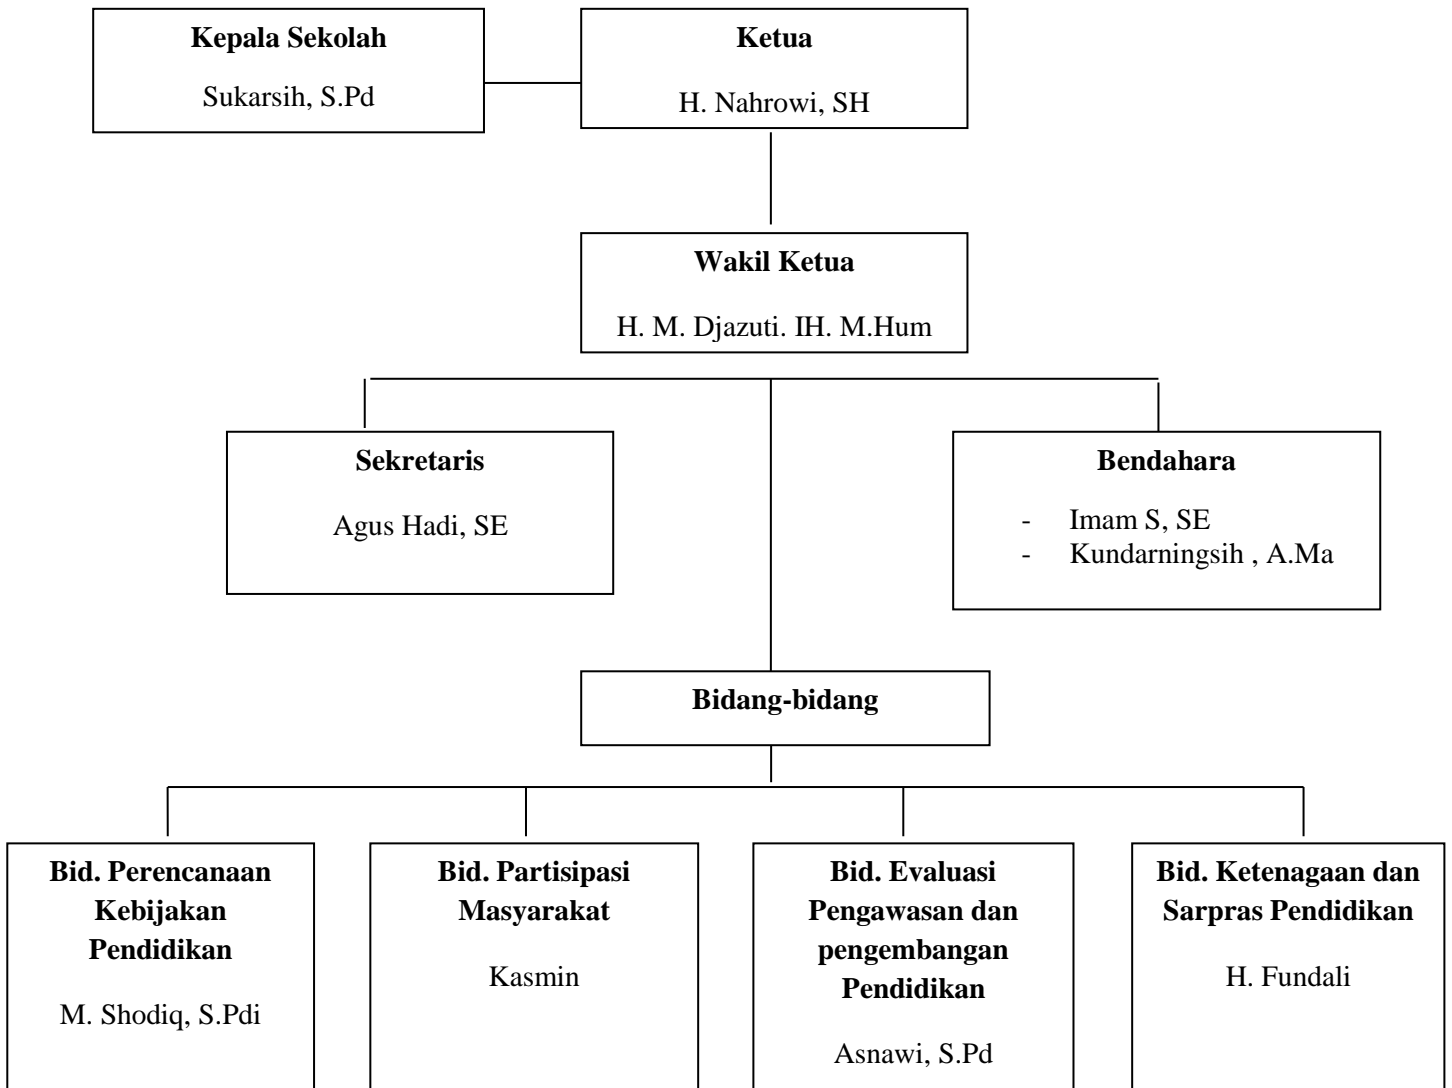 Kepala Sekolah
Sukarsih, S.Pd
Ketua
H. Nahrowi, SH
Wakil Ketua
H. M. Djazuti. IH. M.Hum
Sekretaris
Agus Hadi, SE
Bendahara
- Imam S, SE
- Kundarningsih , A.Ma
Bidang-bidang
Bid. Perencanaan
Kebijakan
Pendidikan
M. Shodiq, S.Pdi
Bid. Partisipasi
Masyarakat
Kasmin
Bid. Evaluasi
Pengawasan dan
pengembangan
Pendidikan
Asnawi, S.Pd
Bid. Ketenagaan dan
Sarpras Pendidikan
H. Fundali